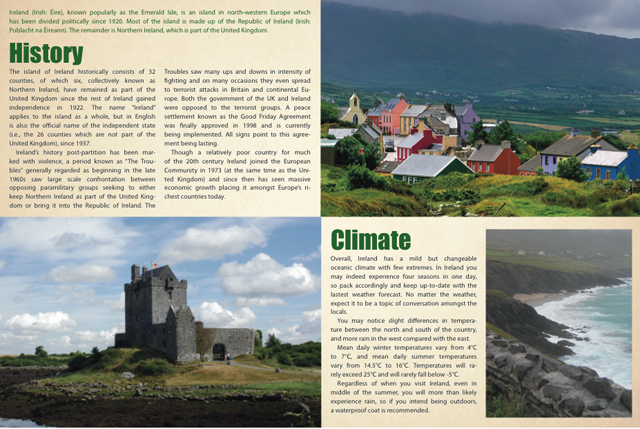 Ireland (Irish: Éire), known popularly as the Emerald Isle, is an island in north-western Europe which
has been divided politically since 1920. Most of the island is made up of the Republic of Ireland (Irish:
Poblacht na Éireann). The remainder is Northern Ireland, which is part of the United Kingdom.
History
The island of Ireland historically consists of 32
counties, of which six, collectively known as
Northern Ireland, have remained as part of the
United Kingdom since the rest of Ireland gained
independence in 1922. The name "Ireland"
applies to the island as a whole, but in English
is also the official name of the independent state
(i.e., the 26 counties which are not part of the
United Kingdom), since 1937.
Ireland's history post-partition has been mar-
ked with violence, a period known as "The Trou-
bles" generally regarded as beginning in the late
1960s saw large scale confrontation between
opposing paramilitary groups seeking to either
keep Northern Ireland as part of the United King-
dom or bring it into the Republic of Ireland. The
Troubles saw many ups and downs in intensity of
fighting and on many occasions they even spread
to terrorist attacks in Britain and continental Eu-
rope. Both the government of the UK and Ireland
were opposed to the terrorist groups. A peace
settlement known as the Good Friday Agreement
was finally approved in 1998 and is currently
being implemented. All signs point to this agree-
ment being lasting.
Though a relatively poor country for much
of the 20th century Ireland joined the European
Community in 1973 (at the same time as the Uni-
ted Kingdom) and since then has seen massive
economic growth placing it amongst Europe's ri-
chest countries today.
Climate
Overall, Ireland has a mild but changeable
oceanic climate with few extremes. In Ireland you
may indeed experience four seasons in one day,
so pack accordingly and keep up-to-date with the
lastest weather forecast. No matter the weather,
expect it to be a topic of conversation amongst the
locals.
You may notice slight differences in tempera-
ture between the north and south of the country,
and more rain in the west compared with the east.
Mean daily winter temperatures vary from 4°C
to 7°C, and mean daily summer temperatures
vary from 14.5°C to 16°C. Temperatures will ra-
rely exceed 25°C and will rarely fall below -5°C.
Regardless of when you visit Ireland, even in
middle of the summer, you will more than likely
experience rain, so if you intend being outdoors,
a waterproof coat is recommended.